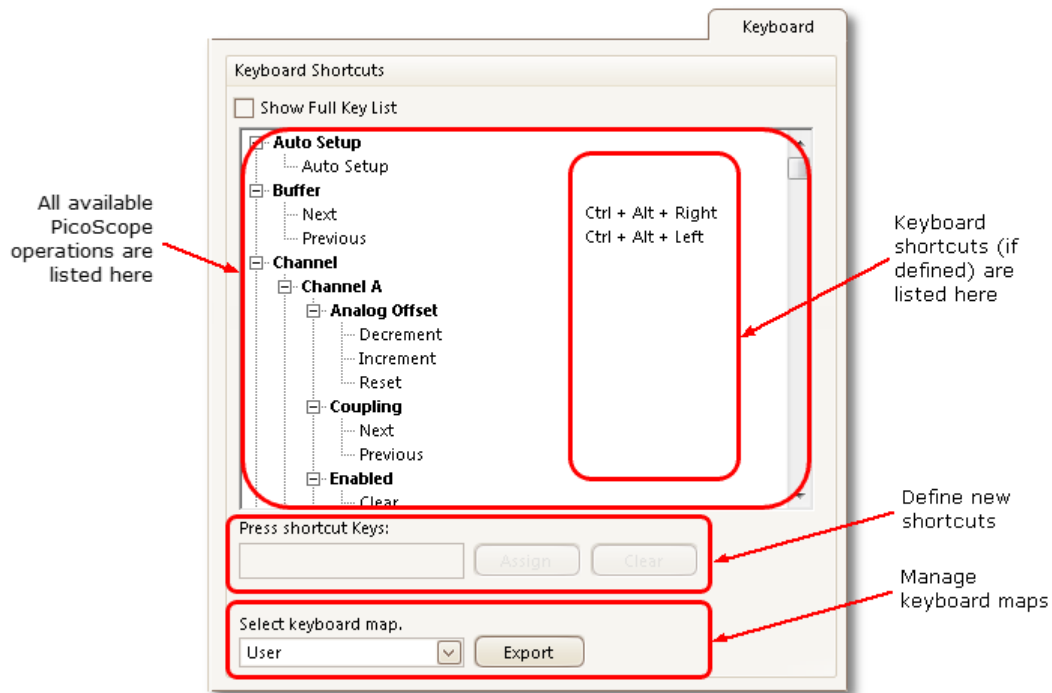 Keyboard
Keyboard Shortcuts
Show Full Key List
Auto Setup
Auto Setup
Buffer
Next Ctrl + Alt + Right
Previous Ctrl + Alt + Left
Channel
Channel A
Analog Offset
Decrement
Increment
Reset
Coupling
Next
Previous
Enabled
Clear
Press shortcut Keys:
Assign Clear
Select keyboard map.
User Export
All available
PicoScope
operations are
listed here
Keyboard
shortcuts (if
defined) are
listed here
Define new
shortcuts
Manage
keyboard maps